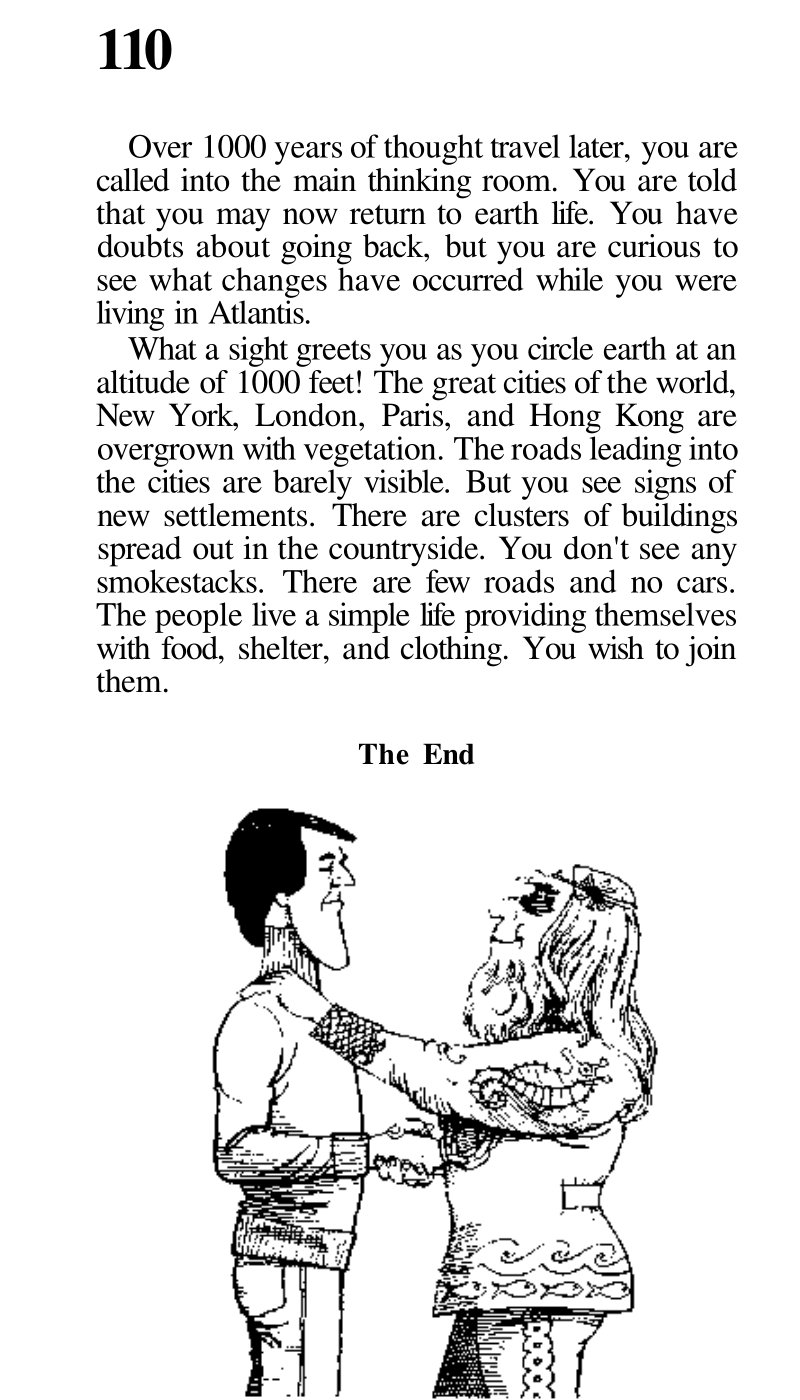 110
Over 1000 years of thought travel later, you are
called into the main thinking room. You are told
that you may now return to earth life. You have
doubts about going back, but you are curious to
see what changes have occurred while you were
living in Atlantis.
What a sight greets you as you circle earth at an
altitude of 1000 feet! The great cities of the world,
New York, London, Paris, and Hong Kong are
overgrown with vegetation. The roads leading into
the cities are barely visible. But you see signs of
new settlements. There are clusters of buildings
spread out in the countryside. You don't see any
smokestacks. There are few roads and no cars.
The people live a simple life providing themselves
with food, shelter, and clothing. You wish to join
them.
The End